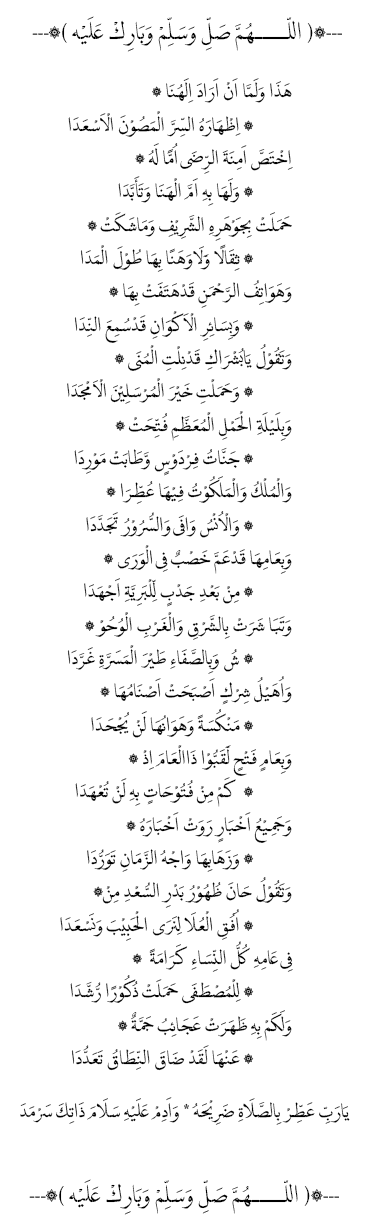 ---۞( اللّـــــهُمَّ صَلِّ وَسَلِّمْ وَبَارِكْ عَلَيْه )۞---
هَذَا وَلَمَّا اَنْ اَرَادَ اِلَهُنَا ۞
۞ اِظْهَارَهُ السِّرَّ الْمَصُوْنَ الْاَسْعَدَا
اِخْتَصَّ اٰمِنَةَ الرِّضَى اُمًّا لَهُ ۞
۞ وَلَهَا بِهِ اَمَّ الْهَنَا وَتَأَبَّدَا
حَمَلَتْ بِجَوْهَرِهِ الشَّرِيْفِ وَمَاشَكَتْ ۞
۞ ثِقَالًا وَلَاوَهَنًا بِهَا طُوْلَ الْمَدَا
وَهَوَاتِفُ الرَّحْمٰنِ قَدْهَتَفَتْ بِهَا ۞
۞ وَبِسَائِرِ الْاَكْوَانِ قَدْسُمِعَ النِّدَا
وَتَقُوْلُ يَابُشْرَاكِ قَدْنِلْتِ الْمُنَى ۞
۞ وَحَمَلْتِ خَيْرَ الْمُرْسَلِيْنَ الْاَمْجَدَا
وَبِلَيْلَةِ الْحَمْلِ الْمُعَظَّمِ فُتِّحَتْ ۞
۞ جَنَّاتُ فِرْدَوْسٍ وَّطَابَتْ مَوْرِدَا
وَالْمُلْكُ وَالْمَلَكُوْتُ فِيْهَا عُطِّرَا ۞
۞ وَالْاُنْسُ وَافَى وَالسُّرُوْرُ تَجَدَّدَا
وَبِعَامِهَا قَدْعَمَّ خَصْبٌ فِى الْوَرَى ۞
۞ مِنْ بَعْدِ جَدْبٍ لِّلْبَرِيَّةِ اَجْهَدَا
وَتَبَا شَرَتْ بِالشَّرْقِ وَالْغَرْبِ الْوُحُوْ ۞
۞ شُ وَبِالصَّفَاءِ طَيْرَ الْمَسَرَّةِ غَرَّدَا
وَاُهَيْلُ شِرْكٍ اَصْبَحَتْ اَصْنَامُهَا ۞
۞ مَنْكُسَةً وَهَوَانُهَا لَنْ يُجْحَدَا
وَبِعَامِ فَتْحٍ لَّقَّبُوْا ذَاالْعَامَ اِذْ ۞
۞ كَمْ مِنْ فُتُوْحَاتٍ بِهِ لَنْ تُعْهَدَا
وَجَمِيْعُ اَخْبَارٍ رَوَتْ اَخْبَارَهُ ۞
۞ وَزَهَابِهَا وَاجْهُ الزَّمَانِ تَوَرُّدَا
وَتَقُوْلُ حَانَ ظُهُوْرُ بَدْرِ السُّعْدِ مِنْ۞
۞ اُفُقِ الْعُلَا لِنَرَى الْحَبِيْبَ وَنَسْعَدَا
فِى عَامِهِ كُلُّ النِّسَاءِ كَرَامَةً ۞
۞ لِلْمُصْطَفَى حَمَلَتْ ذُكُوْرًا رُّشَّدَا
وَلَكَمْ بِهِ ظَهَرَتْ عَجَائِبُ جَمَّةٌ ۞
۞ عَنْهَا لَقَدْ ضَاقَ النِّطَاقُ تَعَدُّدَا
يَارَبِّ عَطِّرْ بِالصَّلَاةِ ضَرِيْحَهُ * وَاَدِمْ عَلَيْهِ سَلَامَ ذَاتِكَ سَرْمَدَ
---۞( اللّـــــهُمَّ صَلِّ وَسَلِّمْ وَبَارِكْ عَلَيْه )۞---